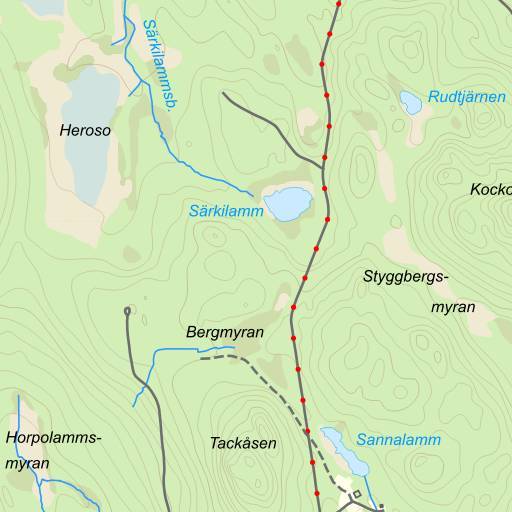 Särkilammsb.
Rudtjärnen
Heroso
Kocko
Särkilamm
Styggbergs-
myran
Bergmyran
Horpolamms-
myran
Tackåsen
Sannalamm